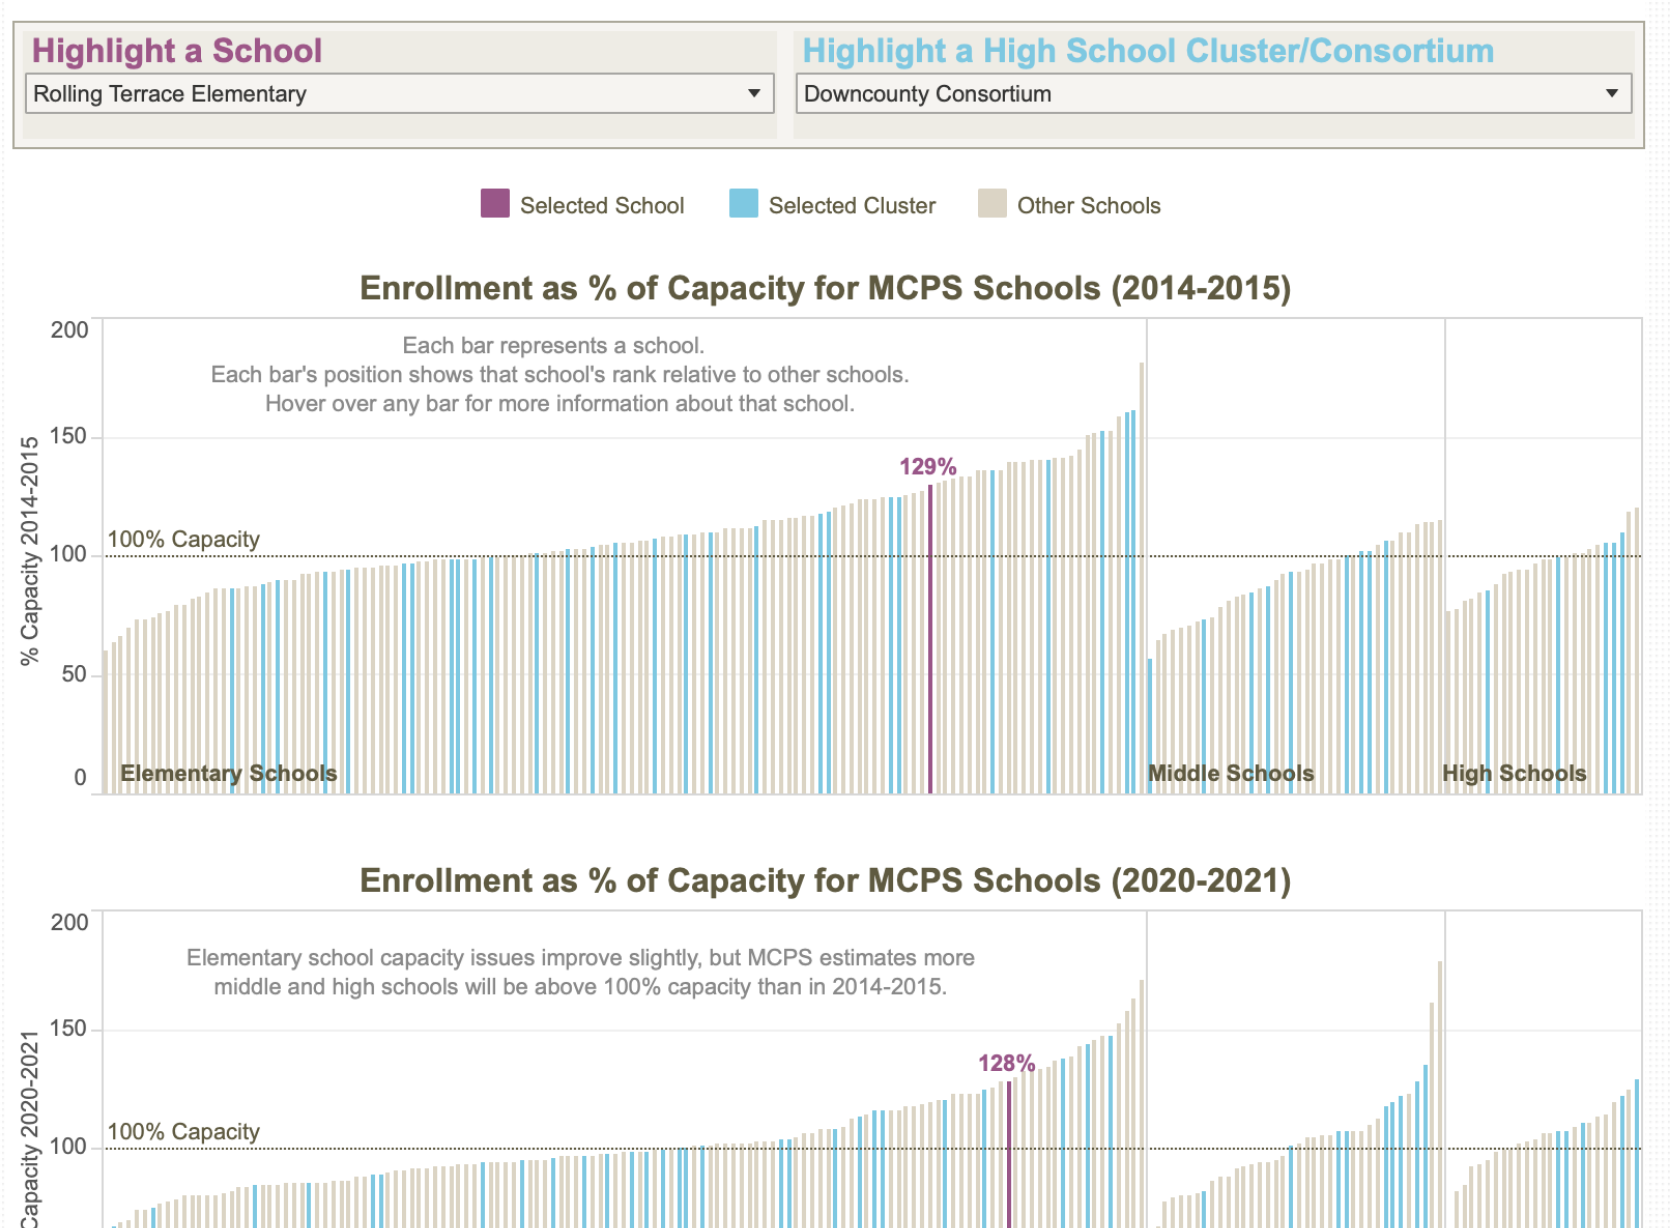 Highlight a School
Highlight a High School Cluster/Consortium
Rolling Terrace Elementary
Downcounty Consortium
Selected School
Selected Cluster
Other Schools
Enrollment as % of Capacity for MCPS Schools (2014-2015)
200
Each bar represents a school.
Each bar's position shows that school's rank relative to other schools.
Hover over any bar for more information about that school.
150
129%
100% Capacity
100
50
0
% Capacity 2014-2015
Elementary Schools
Middle Schools
High Schools
Enrollment as % of Capacity for MCPS Schools (2020-2021)
200
Elementary school capacity issues improve slightly, but MCPS estimates more
middle and high schools will be above 100% capacity than in 2014-2015.
150
128%
100% Capacity
100
Capacity 2020-2021